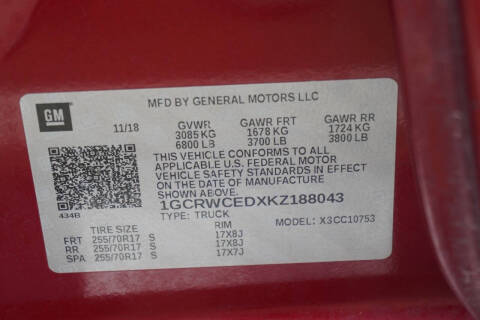 GM
MFD BY GENERAL MOTORS LLC
11/18
GVWR GAWR FRT GAWR RR
3085 KG 1678 KG 1724 KG
6800 LB 3700 LB 3800 LB
THIS VEHICLE CONFORMS TO ALL
APPLICABLE U.S. FEDERAL MOTOR
VEHICLE SAFETY STANDARDS IN EFFECT
ON THE DATE OF MANUFACTURE
SHOWN ABOVE.
1GCRWCEDXKZ188043
434B
TYPE: TRUCK MODEL: X3CC10753
TIRE SIZE RIM
FRT 255/70R17 S 17X8J
RR 255/70R17 S 17X8J
SPA 255/70R17 S 17X7J